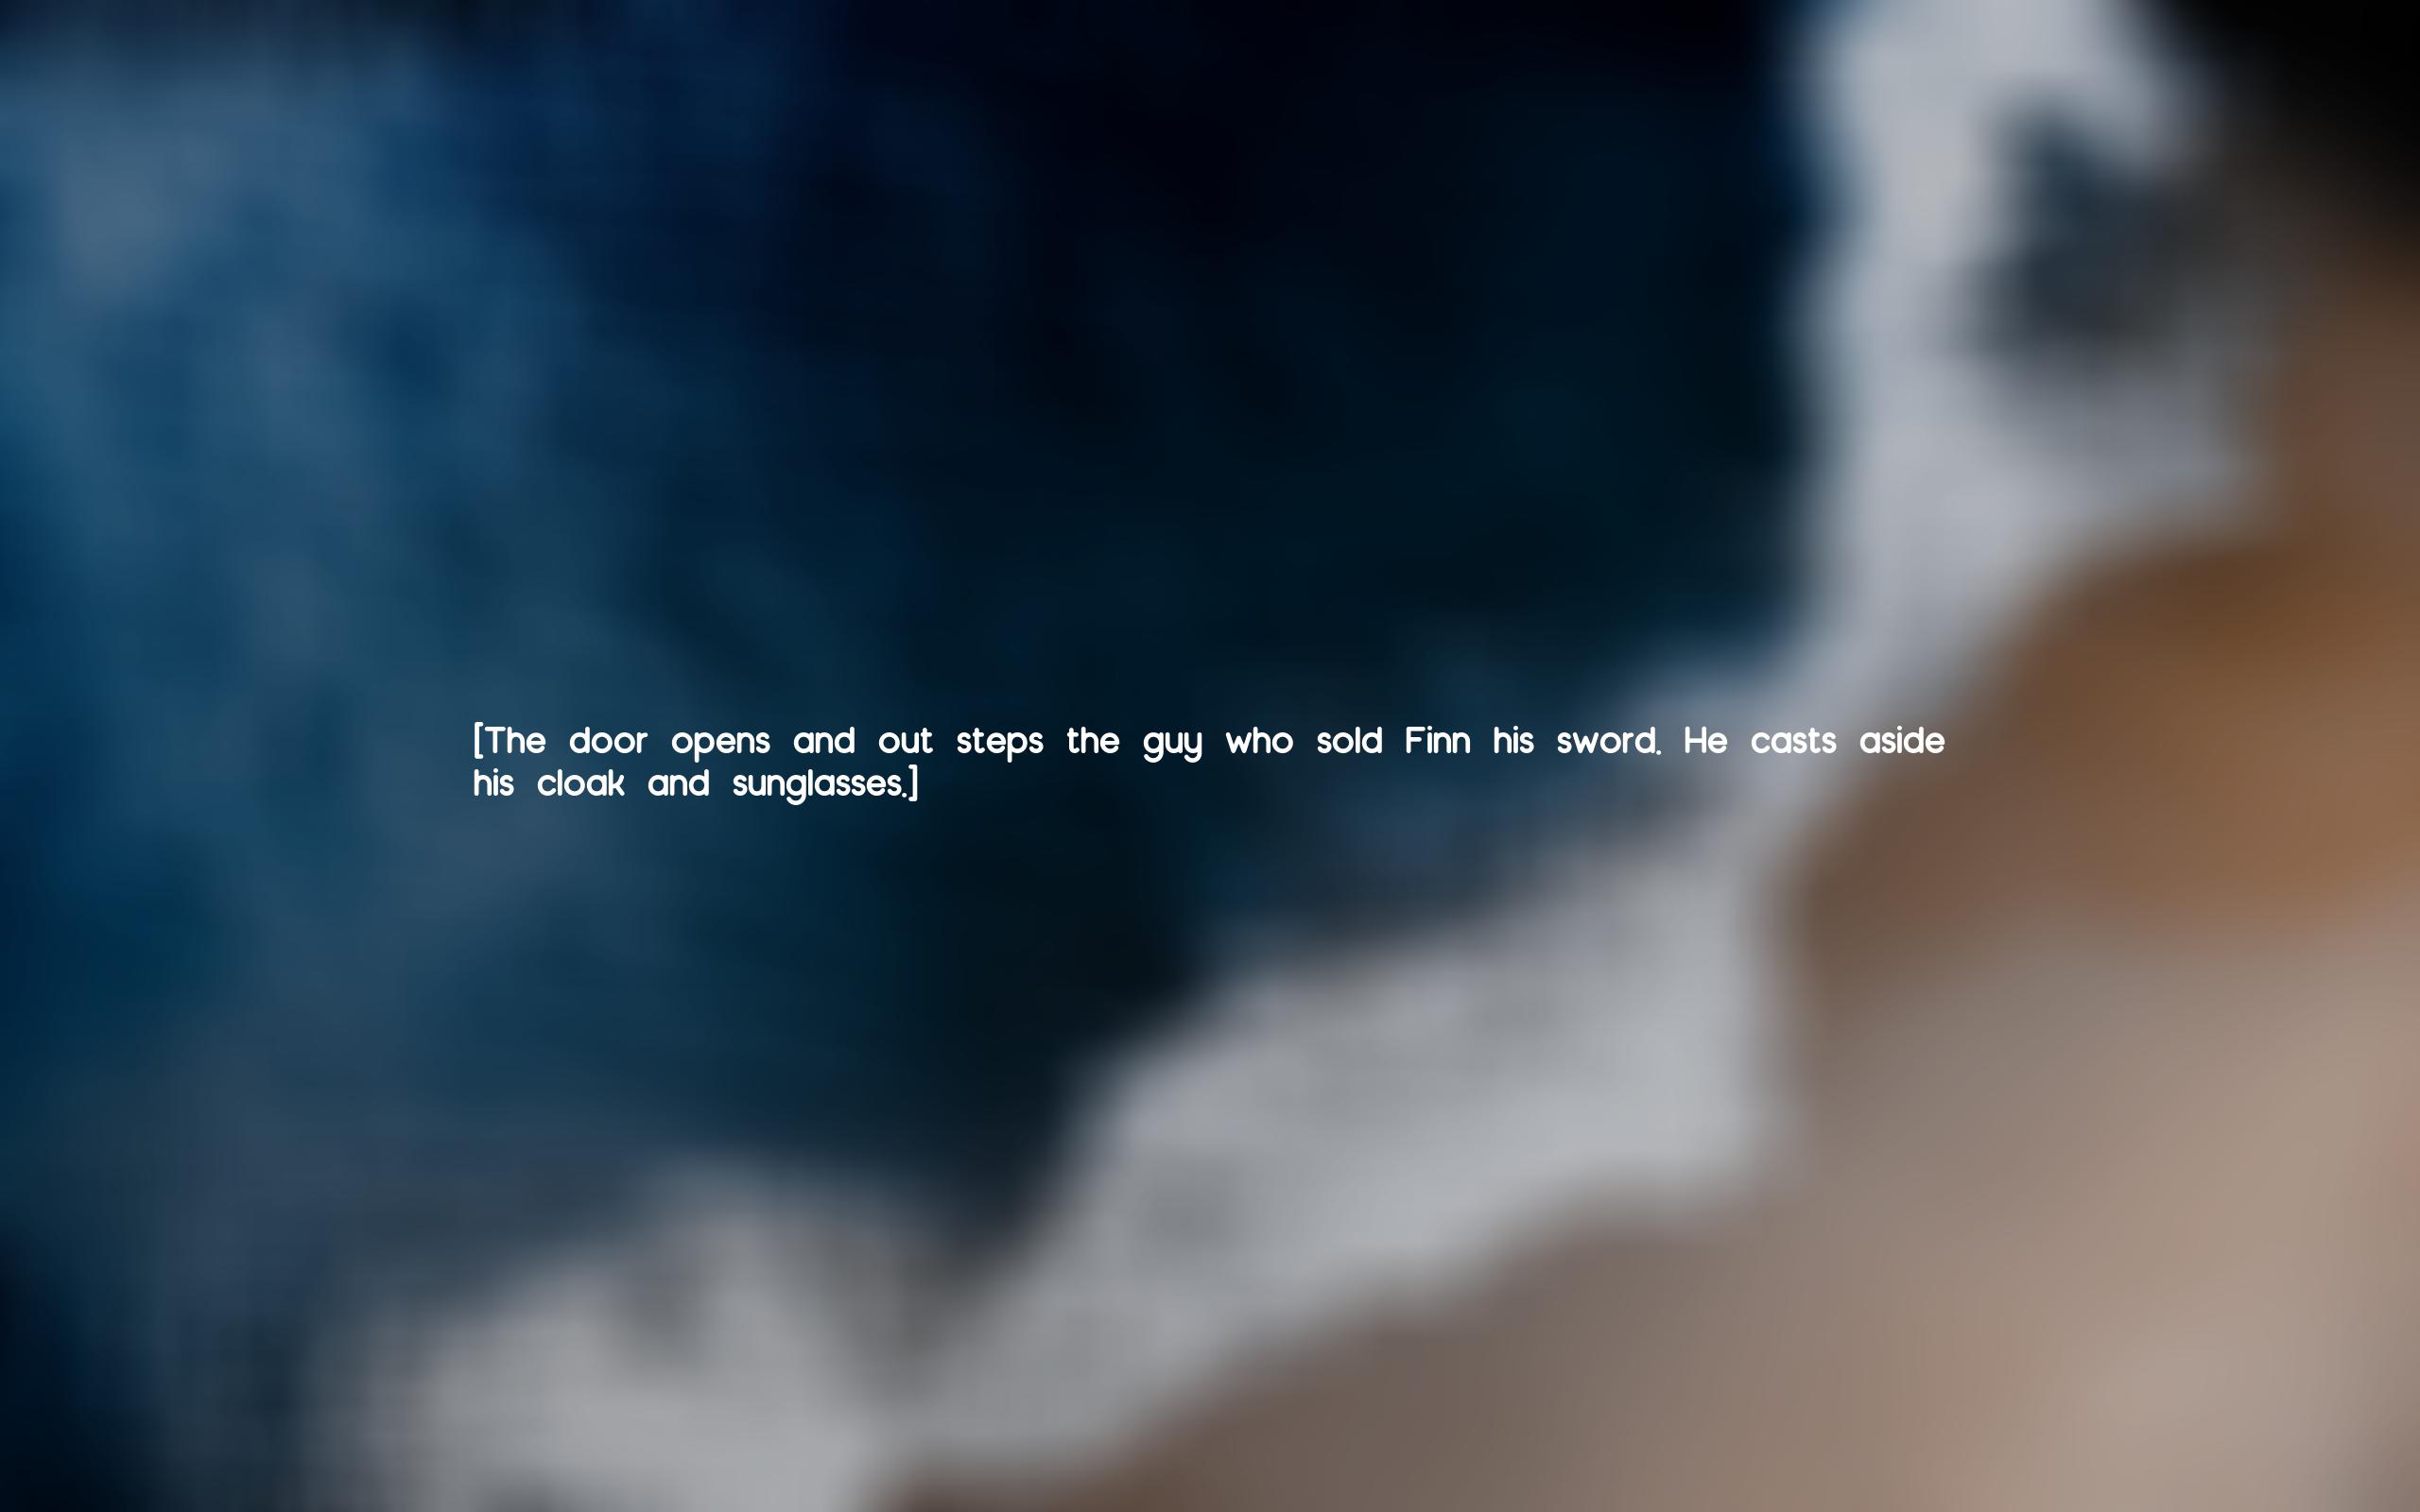 [The door opens and out steps the guy who sold Finn his sword. He casts aside
his cloak and sunglasses.]